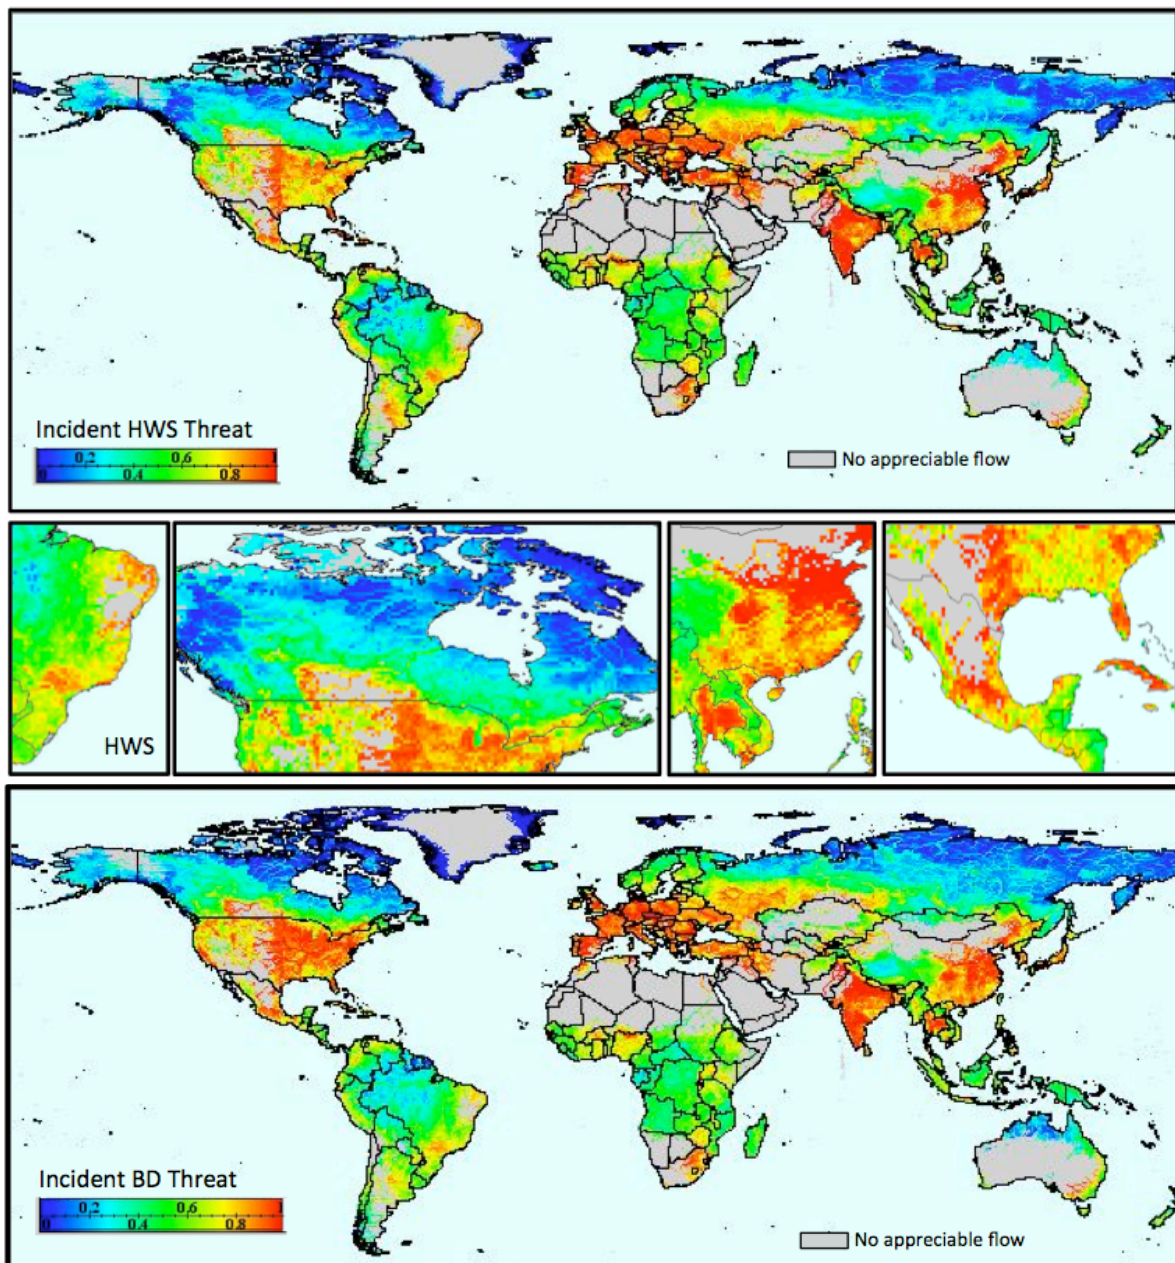 Incident HWS Threat
0.2 0.6 1
0 0.4 0.8
No appreciable flow
HWS
Incident BD Threat
0.2 0.6 1
0 0.4 0.8
No appreciable flow